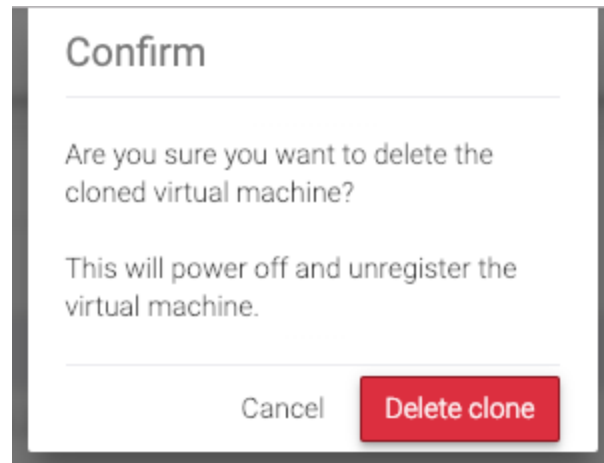 Confirm
Are you sure you want to delete the
cloned virtual machine?
This will power off and unregister the
virtual machine.
Cancel
Delete clone